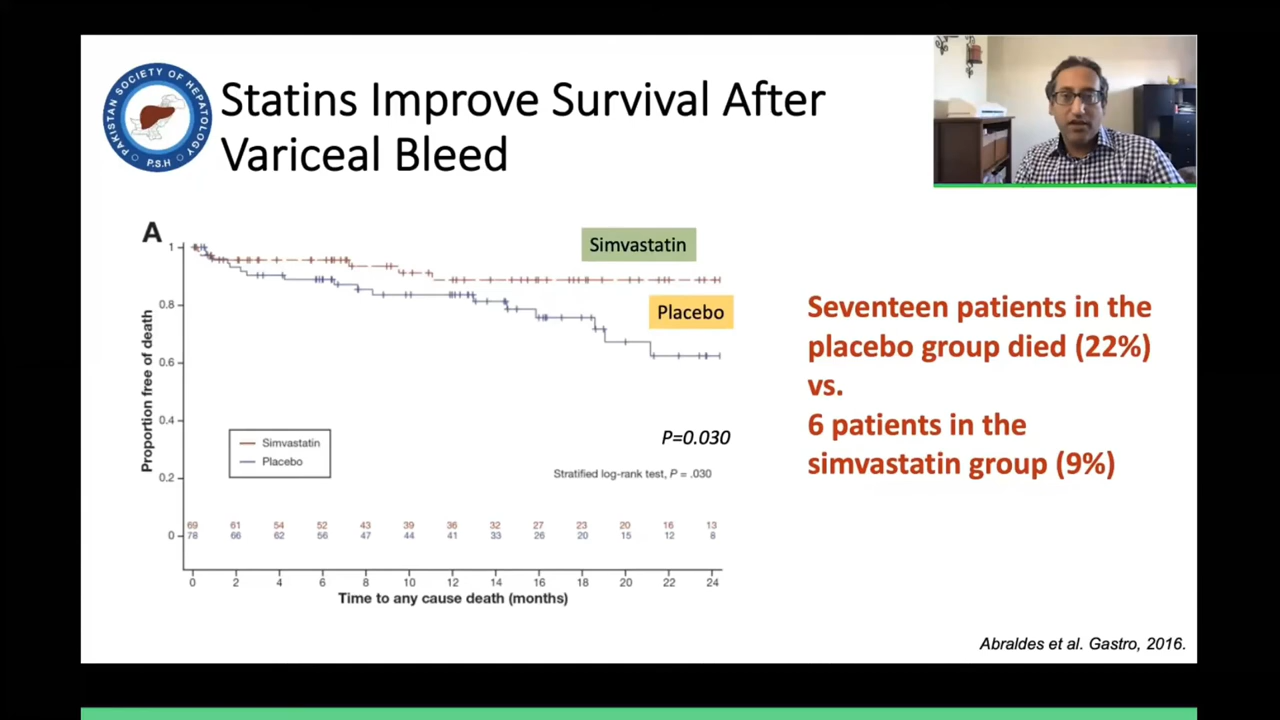 PAKISTAN SOCIETY OF HEPATOLOGY
P.S.H
Statins Improve Survival After
Variceal Bleed
A
Simvastatin
Placebo
Proportion free of death
1
0.8
0.6
0.4
0.2
0
Simvastatin
Placebo
P=0.030
Stratified log-rank test, P = .030
69 61 54 52 43 39 36 32 27 23 20 16 13
78 66 62 56 47 44 41 33 26 20 15 12 8
0 2 4 6 8 10 12 14 16 18 20 22 24
Time to any cause death (months)
Seventeen patients in the
placebo group died (22%)
vs.
6 patients in the
simvastatin group (9%)
Abraldes et al. Gastro, 2016.